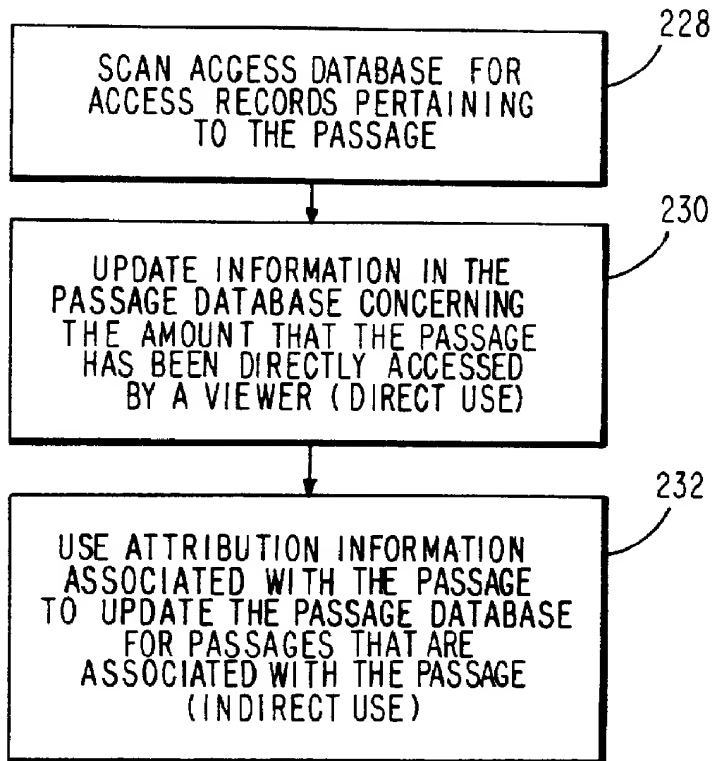 228
SCAN ACCESS DATABASE FOR
ACCESS RECORDS PERTAINING
TO THE PASSAGE
230
UPDATE INFORMATION IN THE
PASSAGE DATABASE CONCERNING
THE AMOUNT THAT THE PASSAGE
HAS BEEN DIRECTLY ACCESSED
BY A VIEWER (DIRECT USE)
232
USE ATTRIBUTION INFORMATION
ASSOCIATED WITH THE PASSAGE
TO UPDATE THE PASSAGE DATABASE
FOR PASSAGES THAT ARE
ASSOCIATED WITH THE PASSAGE
(INDIRECT USE)